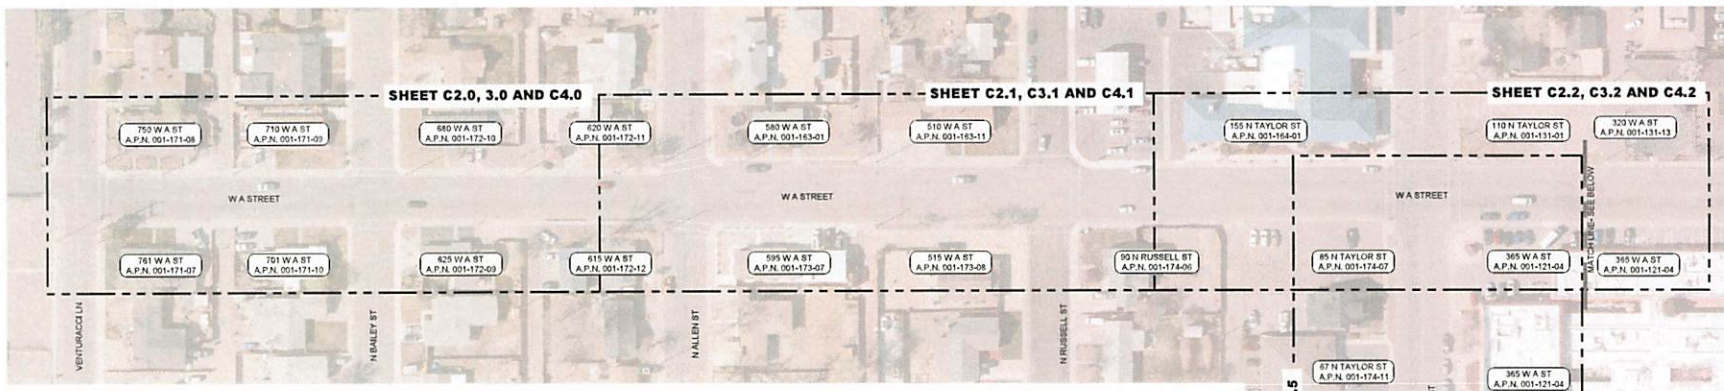 SHEET C2.0, 3.0 AND C4.0
SHEET C2.1, C3.1 AND C4.1
SHEET C2.2, C3.2 AND C4.2
750 W A ST
A.P.N. 001-171-08
710 W A ST
A.P.N. 001-171-09
680 W A ST
A.P.N. 001-172-10
620 W A ST
A.P.N. 001-172-11
580 W A ST
A.P.N. 001-163-01
510 W A ST
A.P.N. 001-163-11
155 N TAYLOR ST
A.P.N. 001-164-01
110 N TAYLOR ST
A.P.N. 001-131-01
320 W A ST
A.P.N. 001-131-13
W A STREET
W A STREET
W A STREET
MATCH LINE- SEE BELOW
761 W A ST
A.P.N. 001-171-07
701 W A ST
A.P.N. 001-171-10
625 W A ST
A.P.N. 001-172-09
615 W A ST
A.P.N. 001-172-12
595 W A ST
A.P.N. 001-173-07
515 W A ST
A.P.N. 001-173-08
90 N RUSSELL ST
A.P.N. 001-174-06
85 N TAYLOR ST
A.P.N. 001-174-07
365 W A ST
A.P.N. 001-121-04
365 W A ST
A.P.N. 001-121-04
VENTURACCI LN
N BAILEY ST
N ALLEN ST
N RUSSELL ST
67 N TAYLOR ST
A.P.N. 001-174-11
365 W A ST
A.P.N. 001-121-04
.5
ST